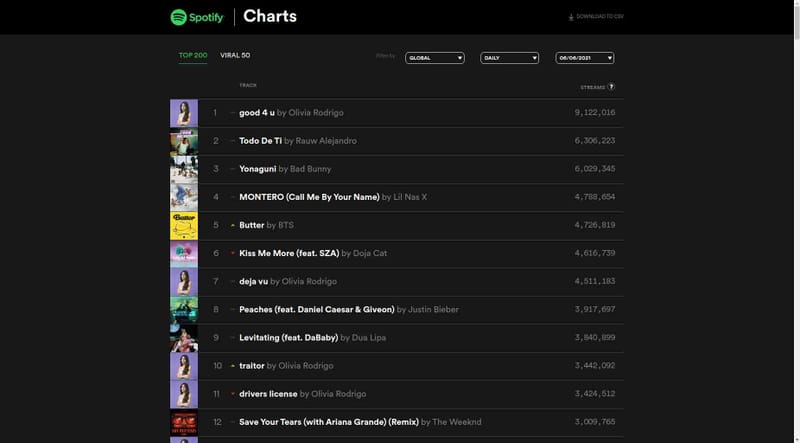 Spotify Charts
DOWNLOAD TO CSV
TOP 200 VIRAL 50 Filter by GLOBAL DAILY 06/06/2021
TRACK STREAMS ?
1 good 4 u by Olivia Rodrigo 9,122,016
2 Todo De Ti by Rauw Alejandro 6,306,223
3 Yonaguni by Bad Bunny 6,029,345
4 MONTERO (Call Me By Your Name) by Lil Nas X 4,788,654
Butter
5 Butter by BTS 4,726,819
6 Kiss Me More (feat. SZA) by Doja Cat 4,616,739
7 deja vu by Olivia Rodrigo 4,511,183
8 Peaches (feat. Daniel Caesar & Giveon) by Justin Bieber 3,917,697
9 Levitating (feat. DaBaby) by Dua Lipa 3,840,899
10 traitor by Olivia Rodrigo 3,442,092
11 drivers license by Olivia Rodrigo 3,424,512
12 Save Your Tears (with Ariana Grande) (Remix) by The Weeknd 3,009,765